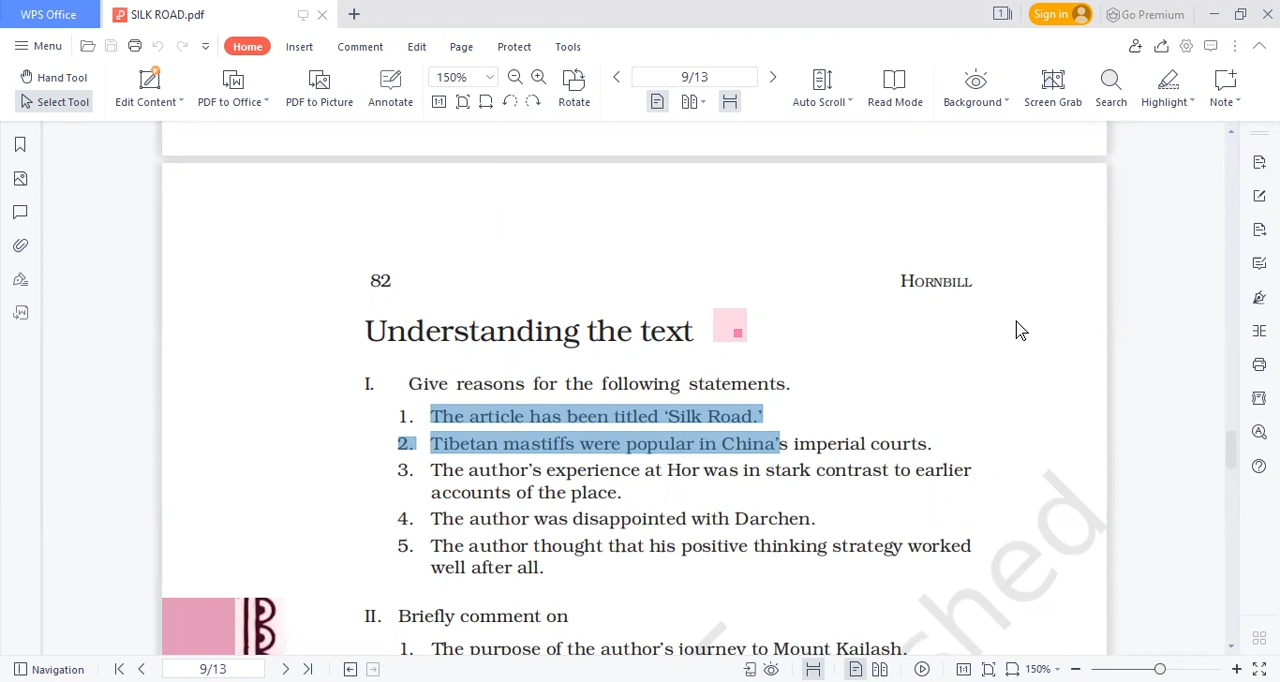 WPS Office SILK ROAD.pdf 1 Sign in Go Premium
Menu Home Insert Comment Edit Page Protect Tools
Hand Tool 150% 9/13
Select Tool Edit Content PDF to Office PDF to Picture Annotate Rotate Auto Scroll Read Mode Background Screen Grab Search Highlight Note
82 HORNBILL
Understanding the text
I. Give reasons for the following statements.
1. The article has been titled ‘Silk Road.’
2. Tibetan mastiffs were popular in China’s imperial courts.
3. The author’s experience at Hor was in stark contrast to earlier
accounts of the place.
4. The author was disappointed with Darchen.
5. The author thought that his positive thinking strategy worked
well after all.
II. Briefly comment on
1. The purpose of the author’s journey to Mount Kailash.
shed
Navigation 9/13 150%